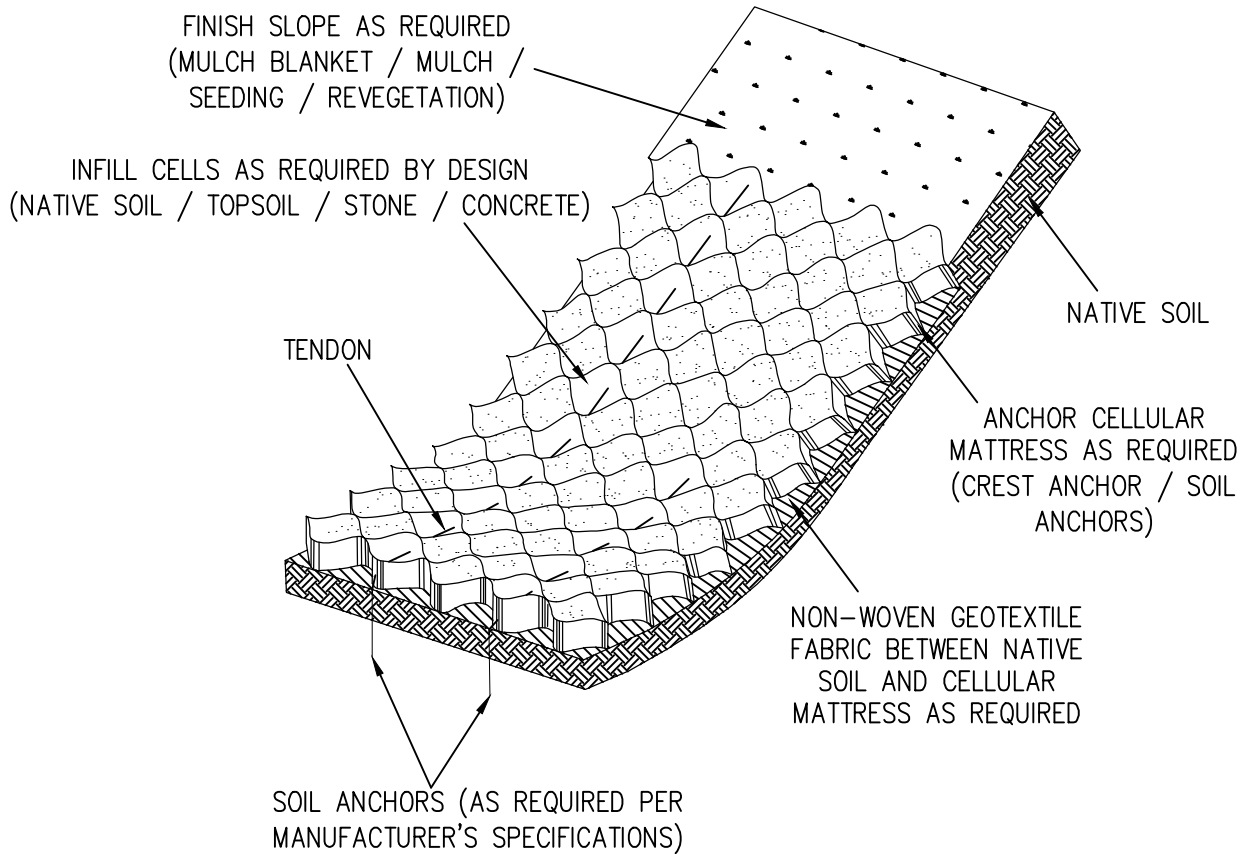 FINISH SLOPE AS REQUIRED
(MULCH BLANKET / MULCH /
SEEDING / REVEGETATION)
INFILL CELLS AS REQUIRED BY DESIGN
(NATIVE SOIL / TOPSOIL / STONE / CONCRETE)
TENDON
NATIVE SOIL
ANCHOR CELLULAR
MATTRESS AS REQUIRED
(CREST ANCHOR / SOIL
ANCHORS)
NON-WOVEN GEOTEXTILE
FABRIC BETWEEN NATIVE
SOIL AND CELLULAR
MATTRESS AS REQUIRED
SOIL ANCHORS (AS REQUIRED PER
MANUFACTURER'S SPECIFICATIONS)